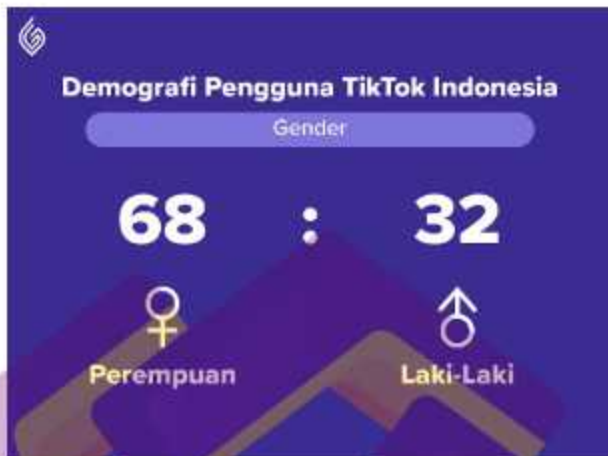 Demografi Pengguna TikTok Indonesia
Gender
68 : 32
Perempuan Laki-Laki